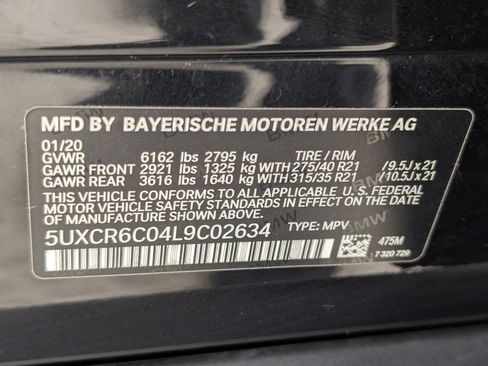 MFD BY BAYERISCHE MOTOREN WERKE AG
01/20 TIRE / RIM
GVWR 6162 lbs 2795 kg
GAWR FRONT 2921 lbs 1325 kg WITH 275/40 R21 /9.5J x 21
GAWR REAR 3616 lbs 1640 kg WITH 315/35 R21 /10.5J x 21
THIS VEHICLE CONFORMS TO ALL APPLICABLE U. S. FEDERAL
MOTOR VEHICLE SAFETY STANDARDS IN EFFECT ON THE DATE
OF MANUFACTURE SHOWN ABOVE.
5UXCR6C04L9C02634 TYPE: MPV
475M
7 320 729